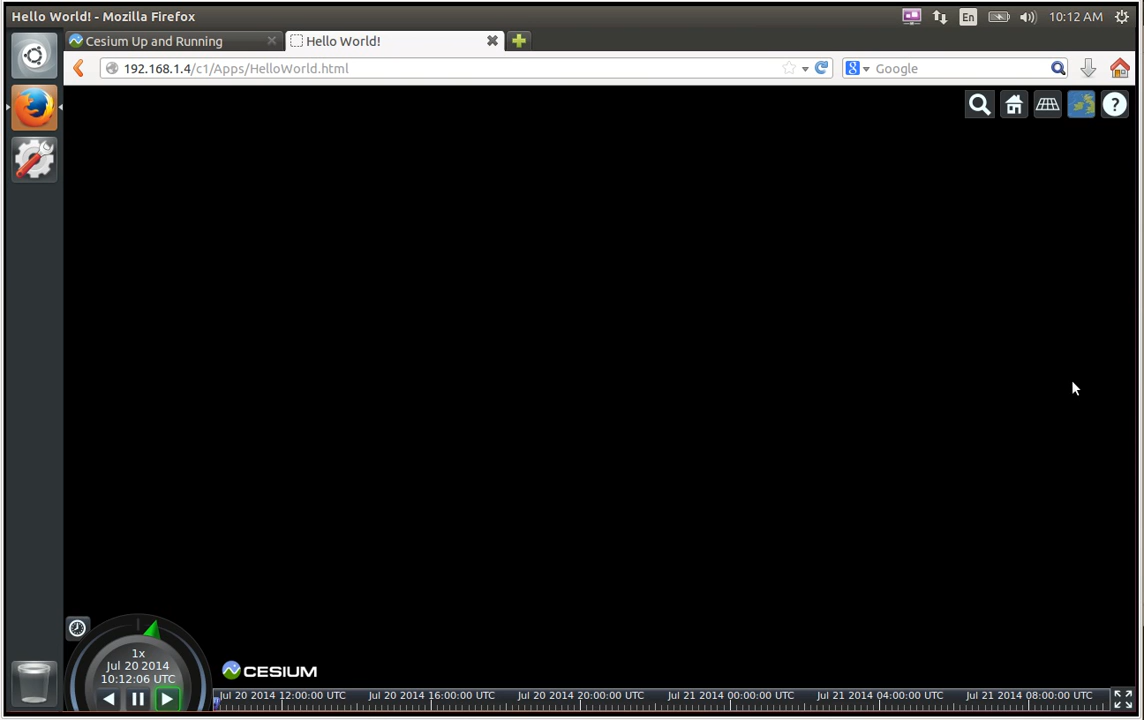 Hello World! - Mozilla Firefox
En
10:12 AM
Cesium Up and Running
Hello World!
192.168.1.4/c1/Apps/HelloWorld.html
8
Google
?
1x
Jul 20 2014
10:12:06 UTC
CESIUM
Jul 20 2014 12:00:00 UTC
Jul 20 2014 16:00:00 UTC
Jul 20 2014 20:00:00 UTC
Jul 21 2014 00:00:00 UTC
Jul 21 2014 04:00:00 UTC
Jul 21 2014 08:00:00 UTC